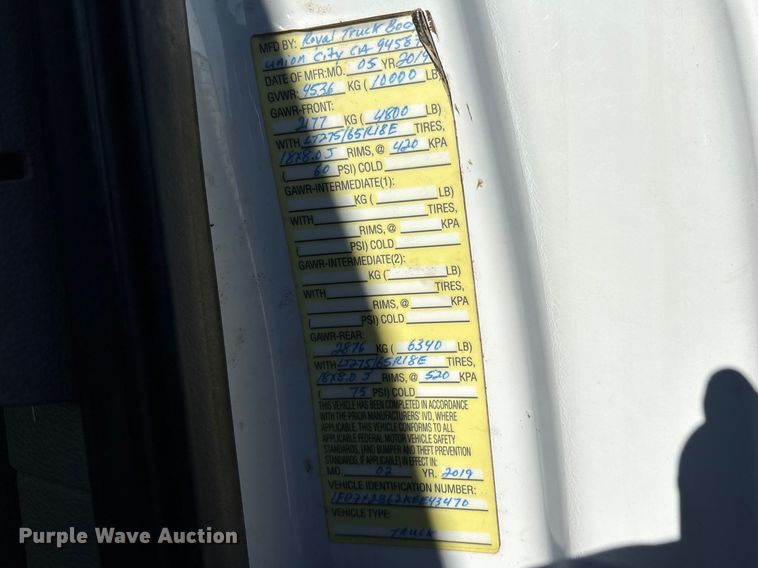 MFD BY: Royal Truck Bod
Union City CA 94587
DATE OF MFR: MO. 05 YR. 2019
GVWR: 4536 KG ( 10000 LB)
GAWR-FRONT:
2177 KG ( 4800 LB)
WITH LT275/65R18E TIRES,
18X8.0 J RIMS, @ 420 KPA
( 60 PSI) COLD
GAWR-INTERMEDIATE(1):
KG ( LB)
WITH TIRES,
RIMS, @ KPA
( PSI) COLD
GAWR-INTERMEDIATE(2):
KG ( LB)
WITH TIRES,
RIMS, @ KPA
( PSI) COLD
GAWR-REAR:
2876 KG ( 6340 LB)
WITH LT275/65R18E TIRES,
18X8.0 J RIMS, @ 520 KPA
( 75 PSI) COLD
THIS VEHICLE HAS BEEN COMPLETED IN ACCORDANCE
WITH THE PRIOR MANUFACTURERS' IVD, WHERE
APPLICABLE. THIS VEHICLE CONFORMS TO ALL
APPLICABLE FEDERAL MOTOR VEHICLE SAFETY
STANDARDS, (AND BUMPER AND THEFT PREVENTION
STANDARDS, IF APPLICABLE) IN EFFECT IN:
MO. 02 YR. 2019
VEHICLE IDENTIFICATION NUMBER:
VEHICLE TYPE:
TRUCK
Purple Wave Auction